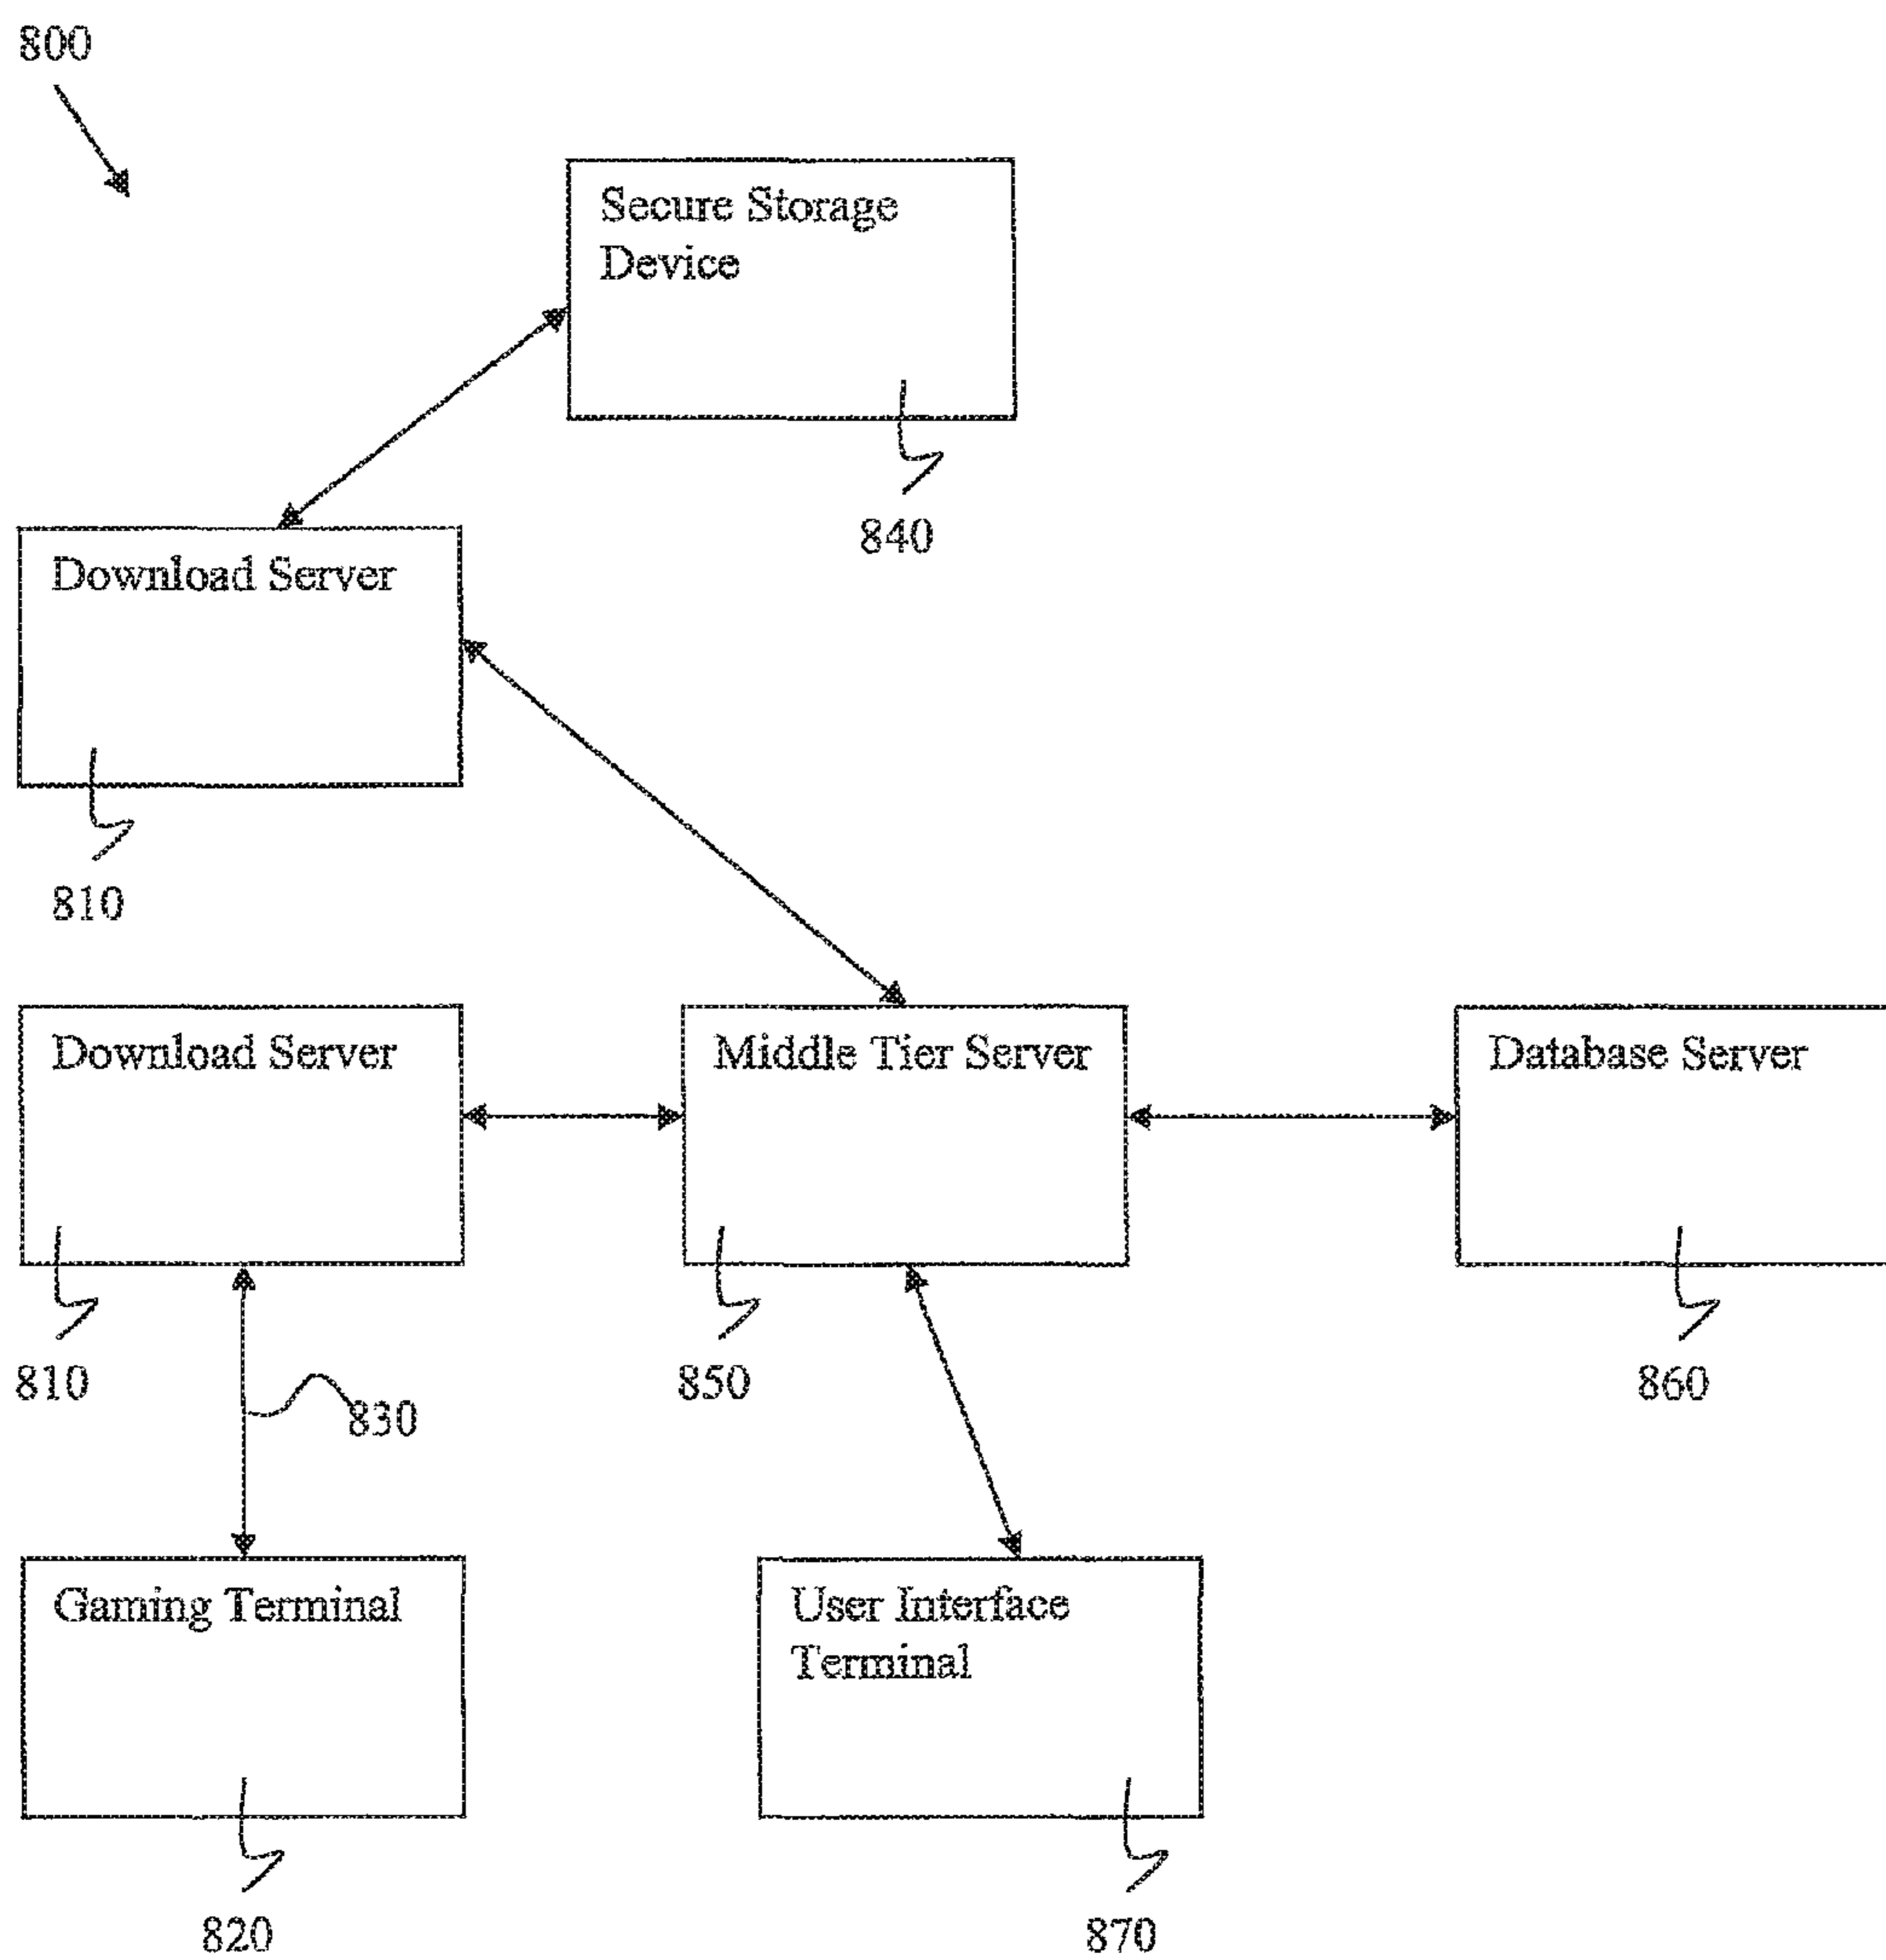 800
Secure Storage
Device
840
Download Server
810
Download Server
Middle Tier Server
Database Server
810
850
860
830
Gaming Terminal
User Interface
Terminal
820
870